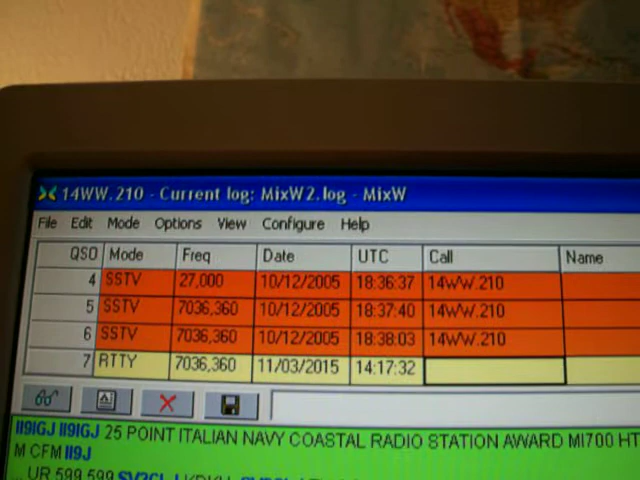 14WW.210 - Current log: MixW2.log - MixW
File Edit Mode Options View Configure Help
QSO Mode Freq Date UTC Call Name
4 SSTV 27,000 10/12/2005 18:36:37 14WW.210
5 SSTV 7036,360 10/12/2005 18:37:40 14WW.210
6 SSTV 7036,360 10/12/2005 18:38:03 14WW.210
7 RTTY 7036,360 11/03/2015 14:17:32
II9IGJ II9IGJ 25 POINT ITALIAN NAVY COASTAL RADIO STATION AWARD MI700 HT
M CFM II9J
UR 599 599